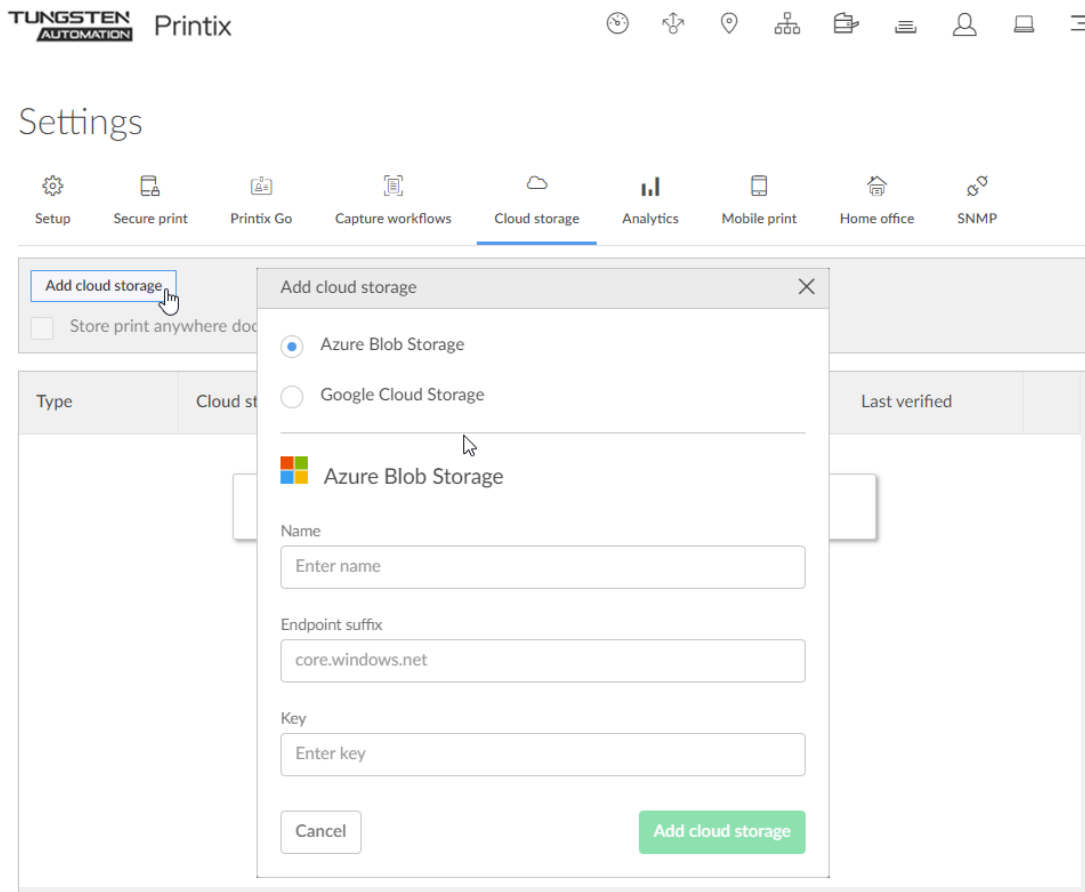 TUNGSTEN
AUTOMATION
Printix
Settings
Setup
Secure print
Printix Go
Capture workflows
Cloud storage
Analytics
Mobile print
Home office
SNMP
Add cloud storage
Store print anywhere
Type
Cloud
Last verified
Add cloud storage
Azure Blob Storage
Google Cloud Storage
Azure Blob Storage
Name
Enter name
Endpoint suffix
core.windows.net
Key
Enter key
Cancel
Add cloud storage